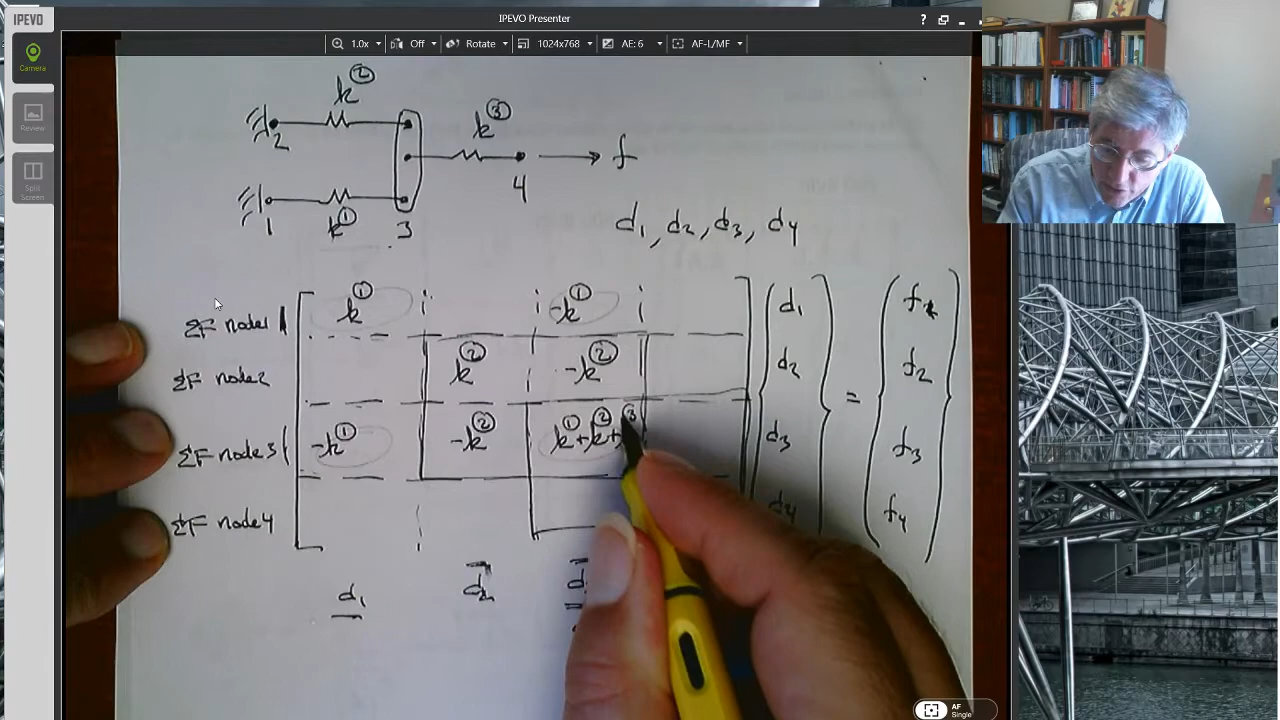 IPEVO Presenter
IPEVO
?
1.0x Off Rotate 1024x768 AE: 6 AF-L/MF
Camera
Review
Split Screen
k②
k③
2
f
4
1 k① 3
d1, d2, d3, d4
ΣF node 1 k① -k① d1 f1
ΣF node 2 k② -k② d2 = f2
ΣF node 3 -k① -k② k①+k②+ ③ d3 f3
ΣF node 4 d4 f4
d1 d2
AF
Single